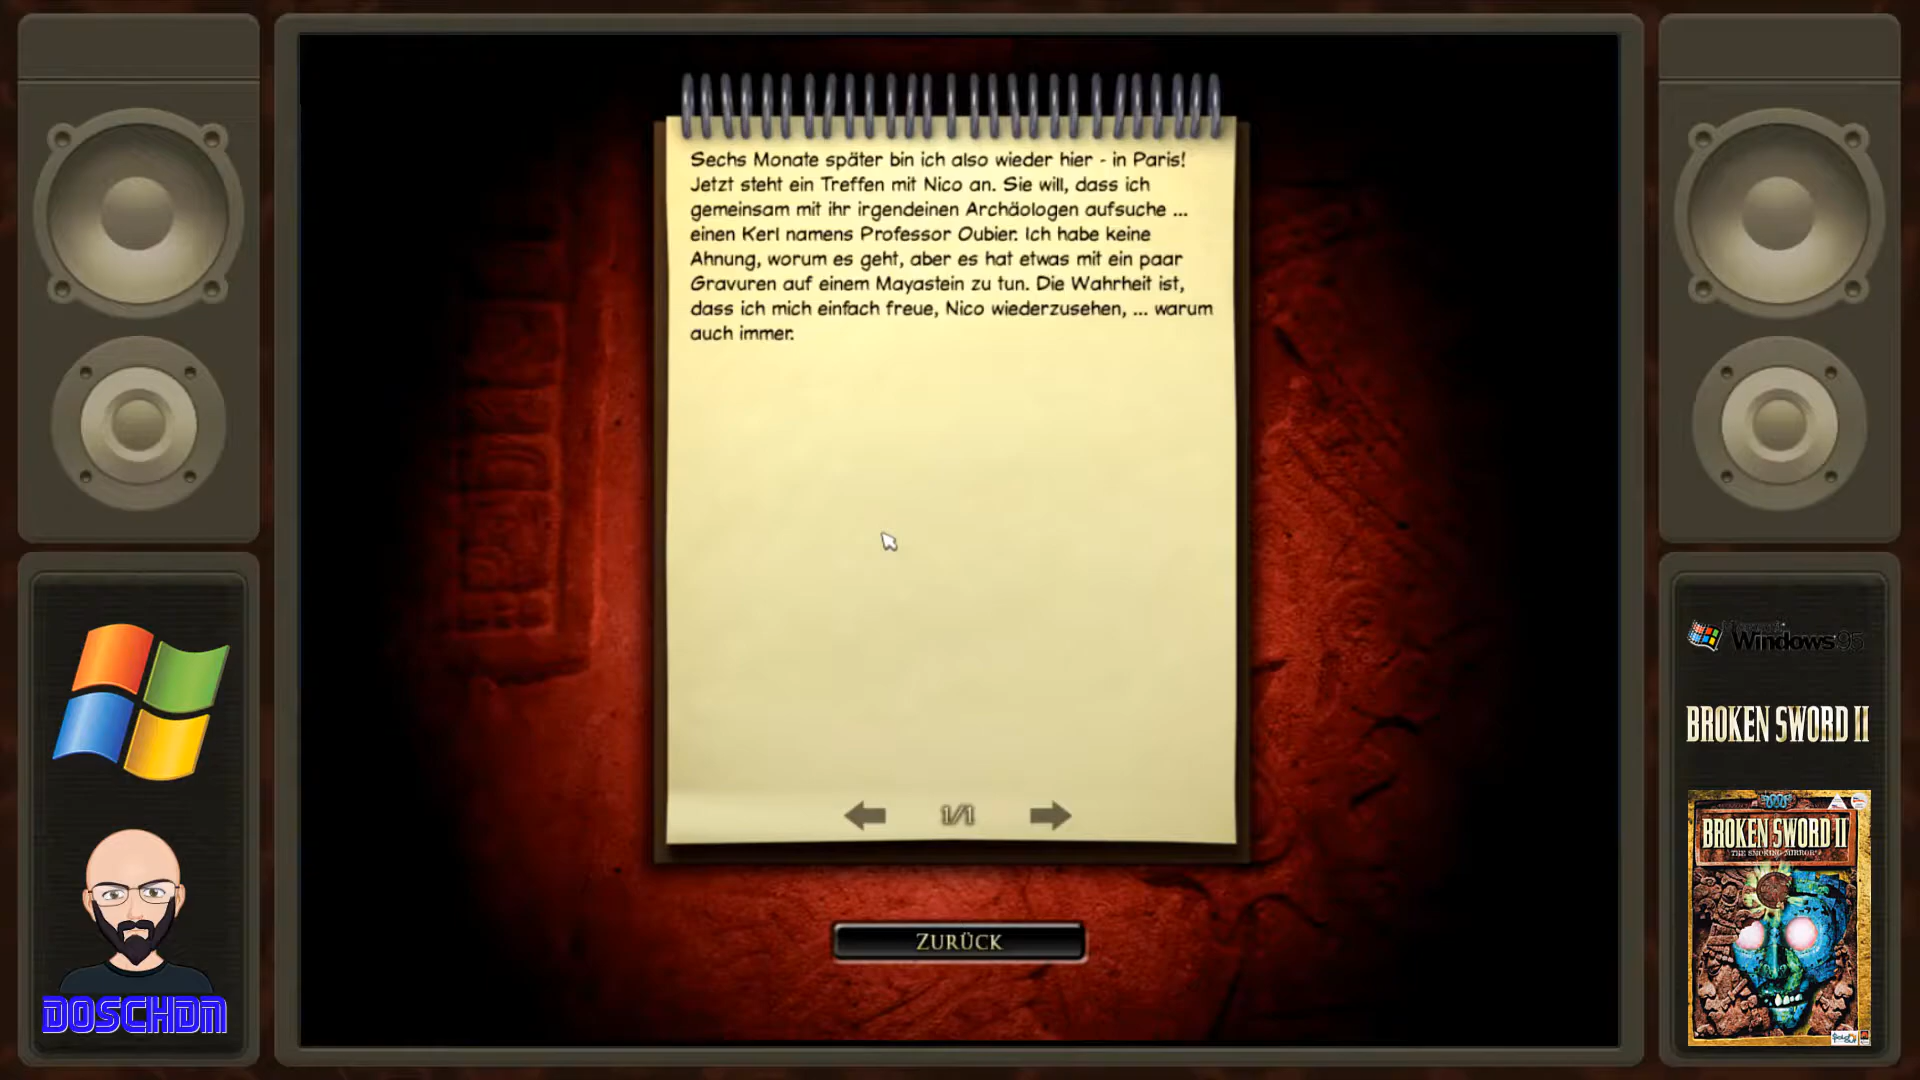 Sechs Monate später bin ich also wieder hier - in Paris!
Jetzt steht ein Treffen mit Nico an. Sie will, dass ich
gemeinsam mit ihr irgendeinen Archäologen aufsuche ...
einen Kerl namens Professor Oubier. Ich habe keine
Ahnung, worum es geht, aber es hat etwas mit ein paar
Gravuren auf einem Mayastein zu tun. Die Wahrheit ist,
dass ich mich einfach freue, Nico wiederzusehen, ... warum
auch immer.
1/1
ZURÜCK
DOSCHDN
Windows 95
BROKEN SWORD II
BROKEN SWORD II
THE SMOKING MIRROR